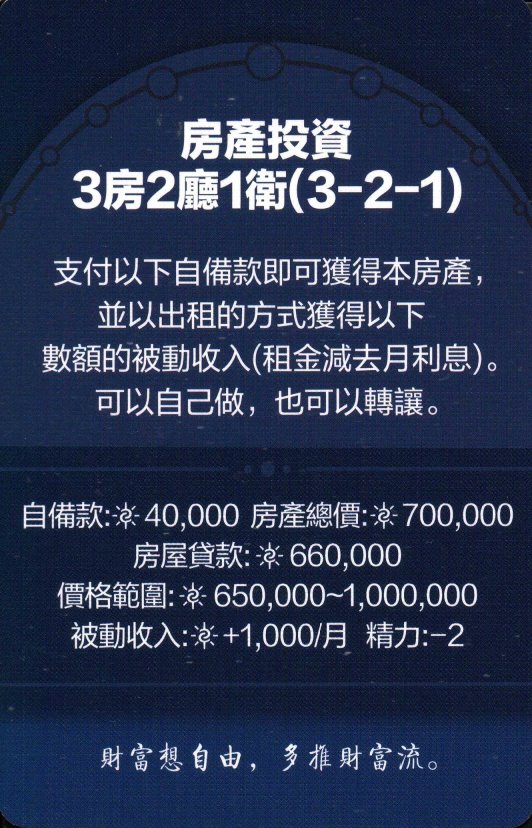 房產投資
3房2廳1衛(3-2-1)
支付以下自備款即可獲得本房產，
並以出租的方式獲得以下
數額的被動收入(租金減去月利息)。
可以自己做，也可以轉讓。
自備款:40,000 房產總價:700,000
房屋貸款:660,000
價格範圍:650,000~1,000,000
被動收入:+1,000/月 精力:-2
財富想自由，多推財富流。